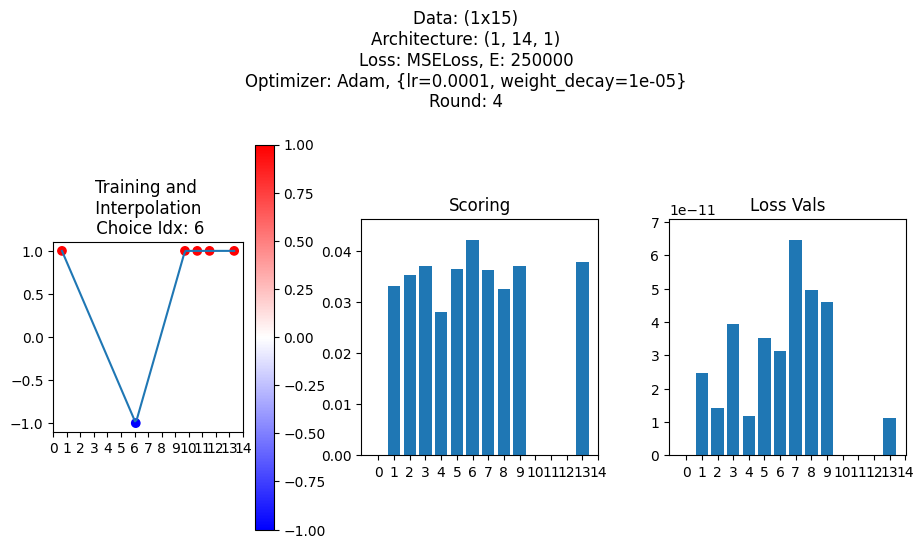 Data: (1x15)
Architecture: (1, 14, 1)
Loss: MSELoss, E: 250000
Optimizer: Adam, {lr=0.0001, weight_decay=1e-05}
Round: 4
Training and
Interpolation
Choice Idx: 6
1.0
0.5
0.0
-0.5
-1.0
0 1 2 3 4 5 6 7 8 9 10 11 12 13 14
1.00
0.75
0.50
0.25
0.00
−0.25
−0.50
−0.75
−1.00
Scoring
0.04
0.03
0.02
0.01
0.00
0 1 2 3 4 5 6 7 8 9 10 11 12 13 14
Loss Vals
1e−11
7
6
5
4
3
2
1
0
0 1 2 3 4 5 6 7 8 9 10 11 12 13 14